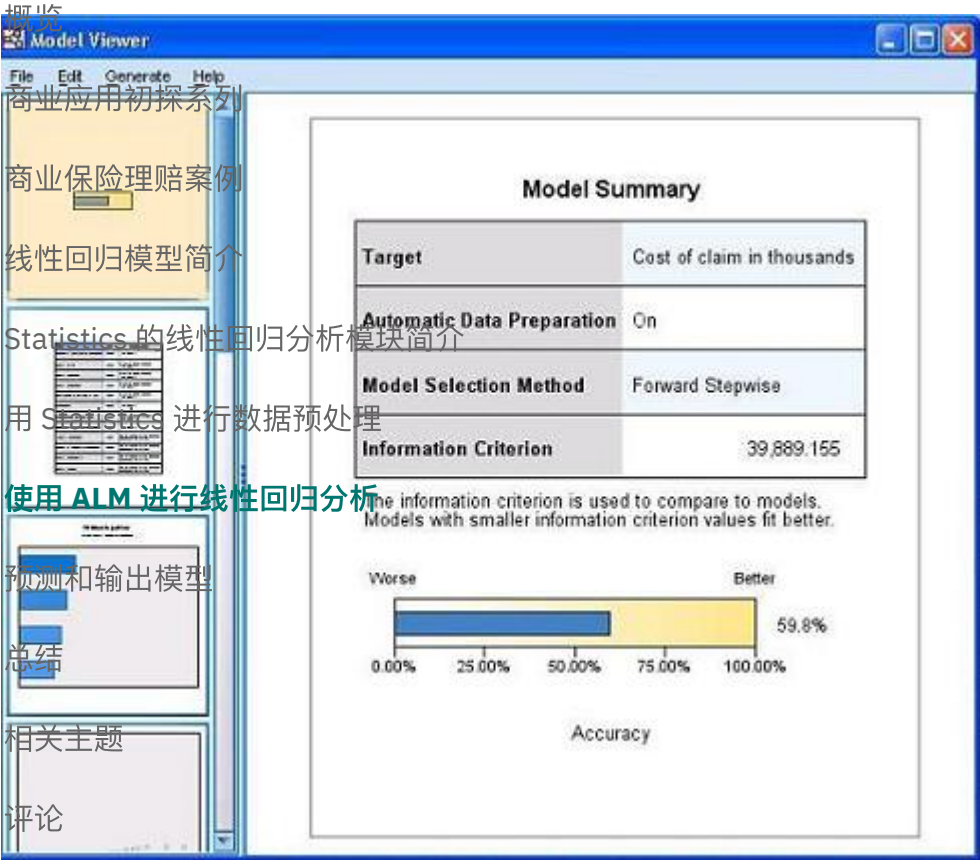 概览
Model Viewer
File Edit Generate Help
商业应用初探系列
商业保险理赔案例
线性回归模型简介
Statistics 的线性回归分析模块简介
用 Statistics 进行数据预处理
使用 ALM 进行线性回归分析
预测和输出模型
总结
相关主题
评论
Model Summary
Target Cost of claim in thousands
Automatic Data Preparation On
Model Selection Method Forward Stepwise
Information Criterion 39,889.155
The information criterion is used to compare to models.
Models with smaller information criterion values fit better.
Worse Better
59.8%
0.00% 25.00% 50.00% 75.00% 100.00%
Accuracy